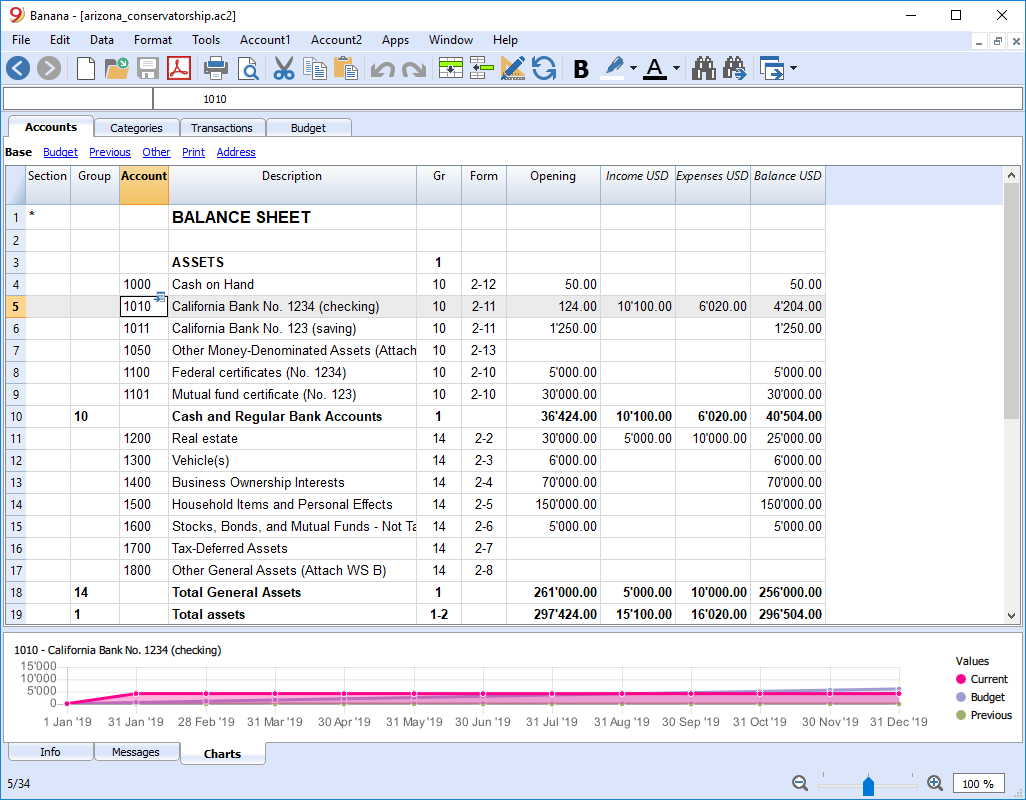 Banana - [arizona_conservatorship.ac2]
File Edit Data Format Tools Account1 Account2 Apps Window Help
B A
1010
Accounts Categories Transactions Budget
Base Budget Previous Other Print Address
Section Group Account Description Gr Form Opening Income USD Expenses USD Balance USD
1 * BALANCE SHEET
2
3 ASSETS 1
4 1000 Cash on Hand 10 2-12 50.00 50.00
5 1010 California Bank No. 1234 (checking) 10 2-11 124.00 10'100.00 6'020.00 4'204.00
6 1011 California Bank No. 123 (saving) 10 2-11 1'250.00 1'250.00
7 1050 Other Money-Denominated Assets (Attach 10 2-13
8 1100 Federal certificates (No. 1234) 10 2-10 5'000.00 5'000.00
9 1101 Mutual fund certificate (No. 123) 10 2-10 30'000.00 30'000.00
10 10 Cash and Regular Bank Accounts 1 36'424.00 10'100.00 6'020.00 40'504.00
11 1200 Real estate 14 2-2 30'000.00 5'000.00 10'000.00 25'000.00
12 1300 Vehicle(s) 14 2-3 6'000.00 6'000.00
13 1400 Business Ownership Interests 14 2-4 70'000.00 70'000.00
14 1500 Household Items and Personal Effects 14 2-5 150'000.00 150'000.00
15 1600 Stocks, Bonds, and Mutual Funds - Not Ta 14 2-6 5'000.00 5'000.00
16 1700 Tax-Deferred Assets 14 2-7
17 1800 Other General Assets (Attach WS B) 14 2-8
18 14 Total General Assets 1 261'000.00 5'000.00 10'000.00 256'000.00
19 1 Total assets 1-2 297'424.00 15'100.00 16'020.00 296'504.00
1010 - California Bank No. 1234 (checking)
Values
15'000
10'000
5'000
0
Current
Budget
Previous
1 Jan '19 31 Jan '19 28 Feb '19 31 Mar '19 30 Apr '19 31 May '19 30 Jun '19 31 Jul '19 31 Aug '19 30 Sep '19 31 Oct '19 30 Nov '19 31 Dec '19
Info Messages Charts
5/34 100 %